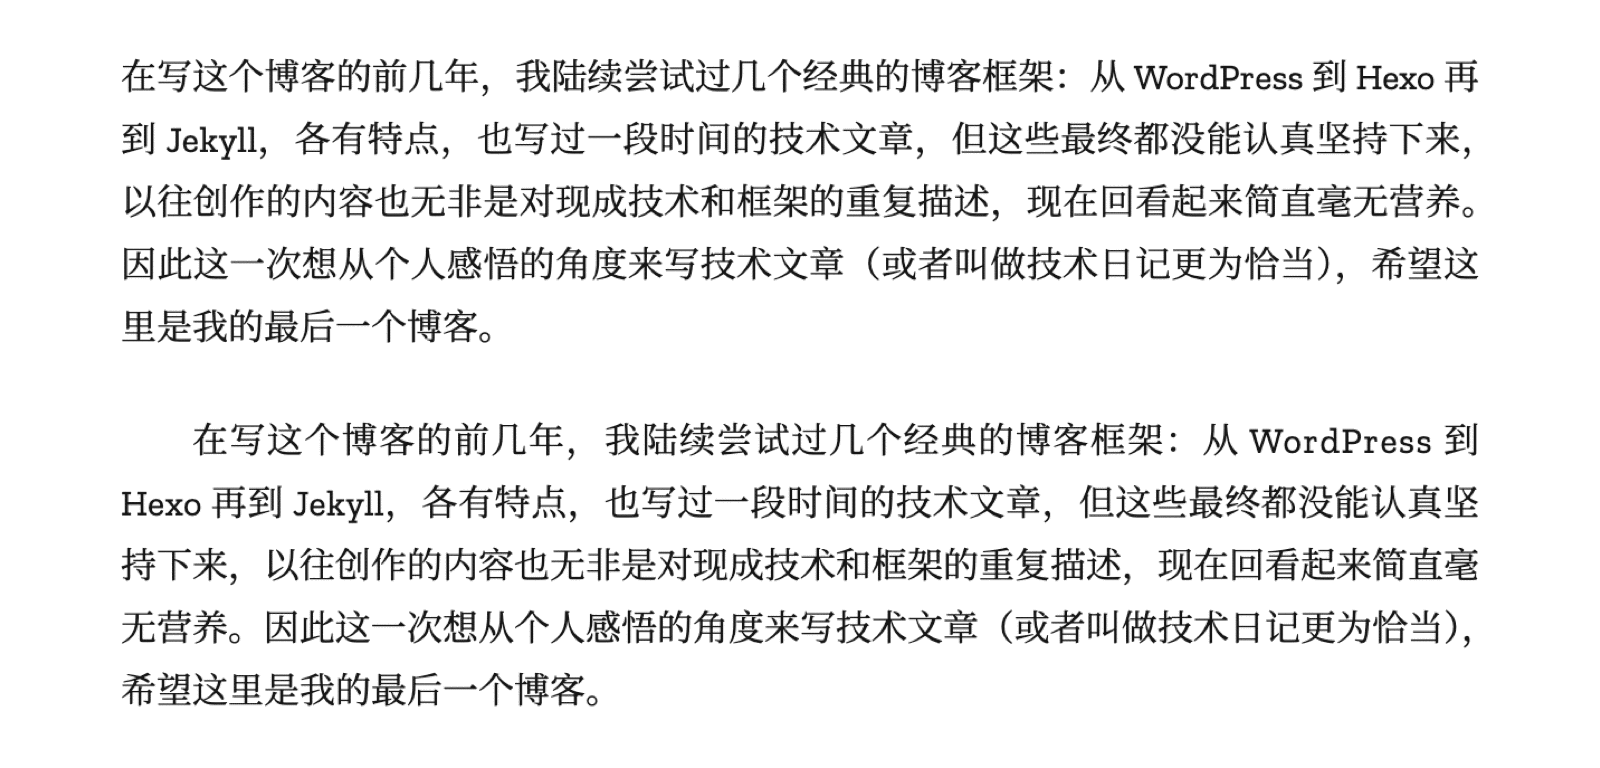 在写这个博客的前几年，我陆续尝试过几个经典的博客框架：从 WordPress 到 Hexo 再
到 Jekyll，各有特点，也写过一段时间的技术文章，但这些最终都没能认真坚持下来，
以往创作的内容也无非是对现成技术和框架的重复描述，现在回看起来简直毫无营养。
因此这一次想从个人感悟的角度来写技术文章（或者叫做技术日记更为恰当），希望这
里是我的最后一个博客。
在写这个博客的前几年，我陆续尝试过几个经典的博客框架：从 WordPress 到
Hexo 再到 Jekyll，各有特点，也写过一段时间的技术文章，但这些最终都没能认真坚
持下来，以往创作的内容也无非是对现成技术和框架的重复描述，现在回看起来简直毫
无营养。因此这一次想从个人感悟的角度来写技术文章（或者叫做技术日记更为恰当），
希望这里是我的最后一个博客。